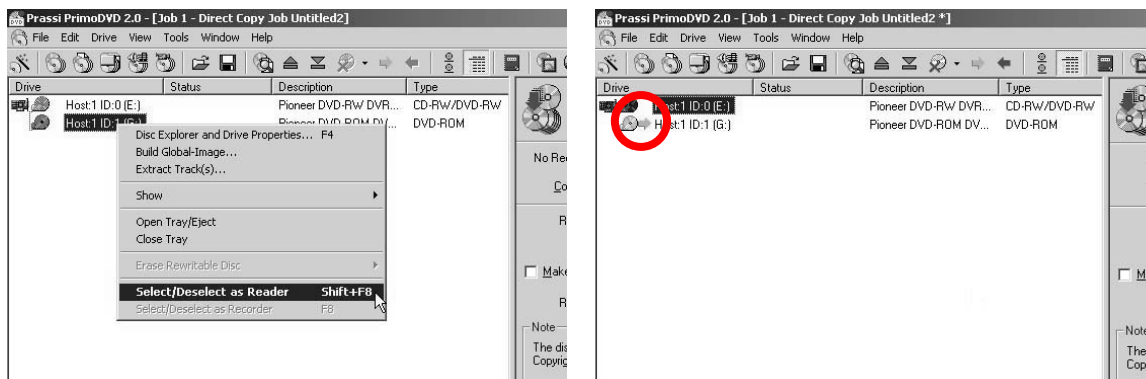 Prassi PrimoDVD 2.0 - [Job 1 - Direct Copy Job Untitled2]
File Edit Drive View Tools Window Help
Drive Status Description Type
Host:1 ID:0 (E:) Pioneer DVD-RW DVR... CD-RW/DVD-RW
Host:1 ID:1 (G:) Pioneer DVD-ROM DV... DVD-ROM
Disc Explorer and Drive Properties... F4
Build Global-Image...
Extract Track(s)...
Show
Open Tray/Eject
Close Tray
Erase Rewritable Disc
Select/Deselect as Reader Shift+F8
Select/Deselect as Recorder F8
No Re
Co
R
Make
R
Note
The dis
Copyrig
Prassi PrimoDVD 2.0 - [Job 1 - Direct Copy Job Untitled2 *]
File Edit Drive View Tools Window Help
Drive Status Description Type
Host:1 ID:0 (E:) Pioneer DVD-RW DVR... CD-RW/DVD-RW
Host:1 ID:1 (G:) Pioneer DVD-ROM DV... DVD-ROM
M
Note
The
Cop